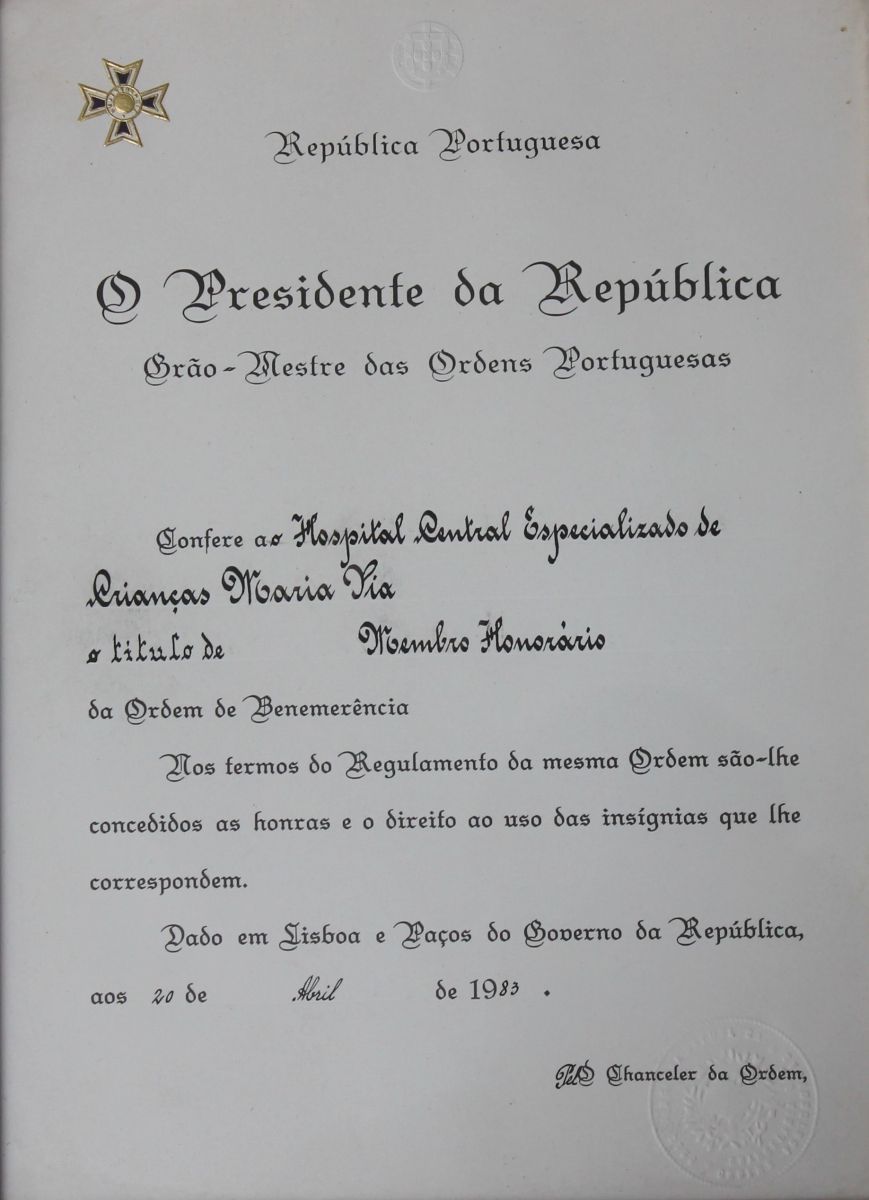 República Portuguesa
O Presidente da República
Grão-Mestre das Ordens Portuguesas
Confere ao Hospital Central Especializado de
Crianças Maria Pia
o titulo de Membro Honorário
da Ordem de Benemerência
Nos termos do Regulamento da mesma Ordem são-lhe
concedidos as honras e o direito ao uso das insígnias que lhe
correspondem.
Dado em Lisboa e Paços do Governo da República,
aos 20 de Abril de 1983.
Pel O Chanceler da Ordem,